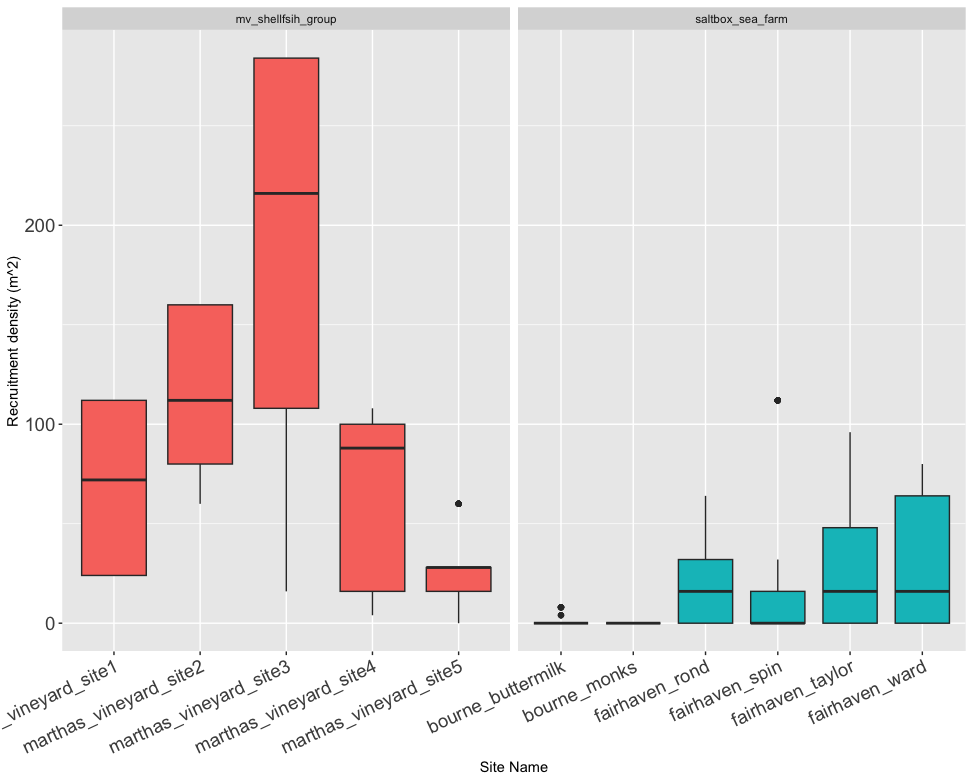 mv_shellfsih_group
saltbox_sea_farm
Recruitment density (m^2)
200
100
0
_vineyard_site1
marthas_vineyard_site2
marthas_vineyard_site3
marthas_vineyard_site4
marthas_vineyard_site5
bourne_buttermilk
bourne_monks
fairhaven_rond
fairhaven_spin
fairhaven_taylor
fairhaven_ward
Site Name